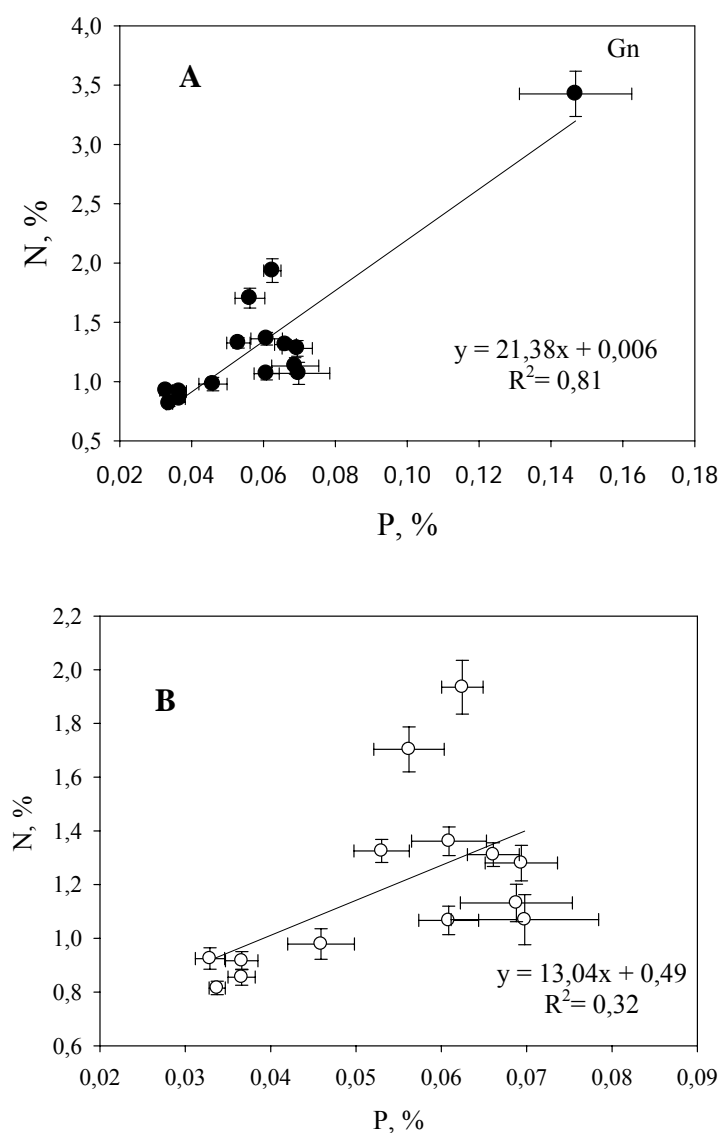 A
Gn
4,0
3,5
3,0
2,5
2,0
1,5
1,0
0,5
N, %
y = 21,38x + 0,006
R²= 0,81
0,02 0,04 0,06 0,08 0,10 0,12 0,14 0,16 0,18
P, %
B
2,2
2,0
1,8
1,6
1,4
1,2
1,0
0,8
0,6
N, %
y = 13,04x + 0,49
R²= 0,32
0,02 0,03 0,04 0,05 0,06 0,07 0,08 0,09
P, %